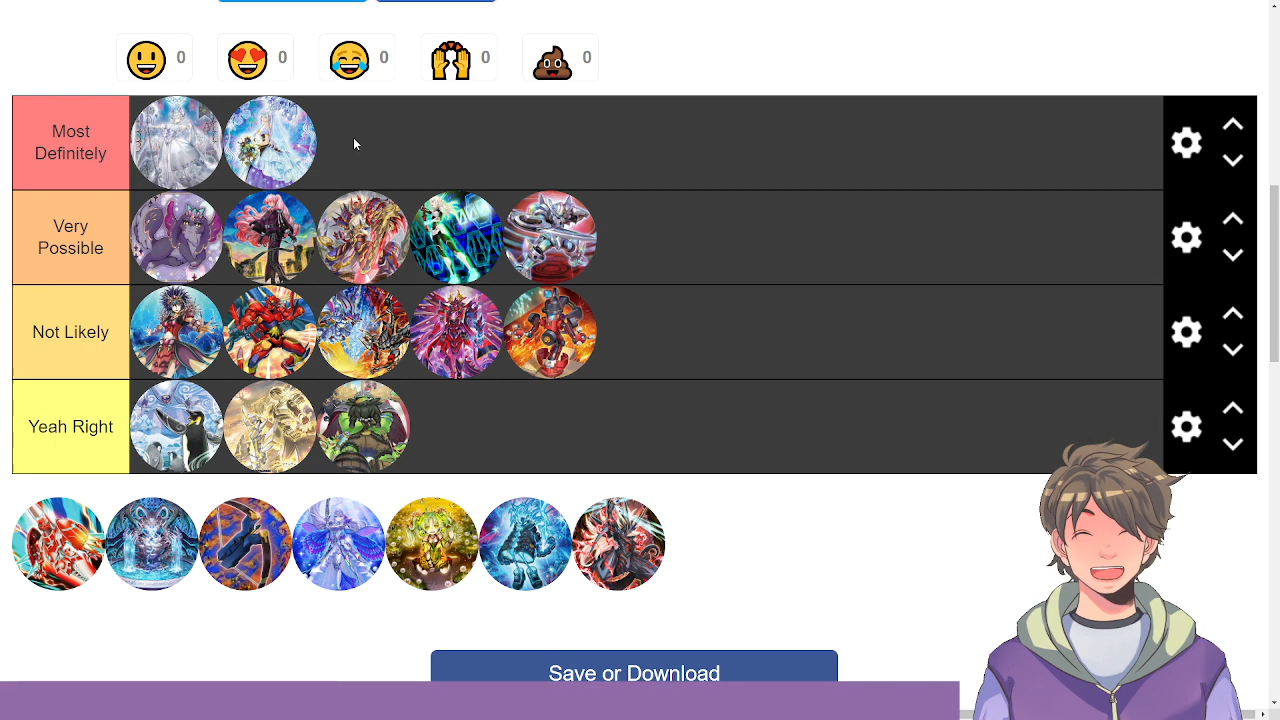 0 0 0 0 0
Most
Definitely
Very
Possible
Not Likely
Yeah Right
Save or Download